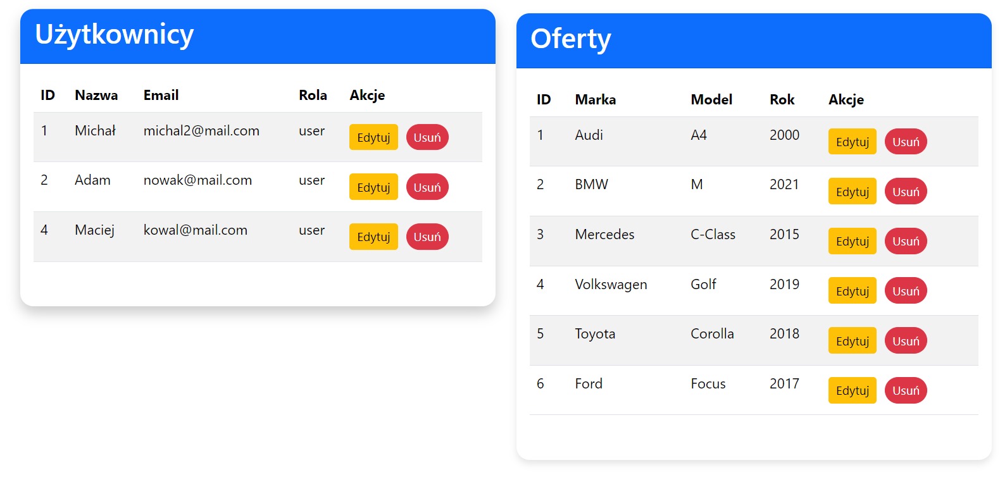 Użytkownicy
ID Nazwa Email Rola Akcje
1 Michał michal2@mail.com user Edytuj Usuń
2 Adam nowak@mail.com user Edytuj Usuń
4 Maciej kowal@mail.com user Edytuj Usuń
Oferty
ID Marka Model Rok Akcje
1 Audi A4 2000 Edytuj Usuń
2 BMW M 2021 Edytuj Usuń
3 Mercedes C-Class 2015 Edytuj Usuń
4 Volkswagen Golf 2019 Edytuj Usuń
5 Toyota Corolla 2018 Edytuj Usuń
6 Ford Focus 2017 Edytuj Usuń